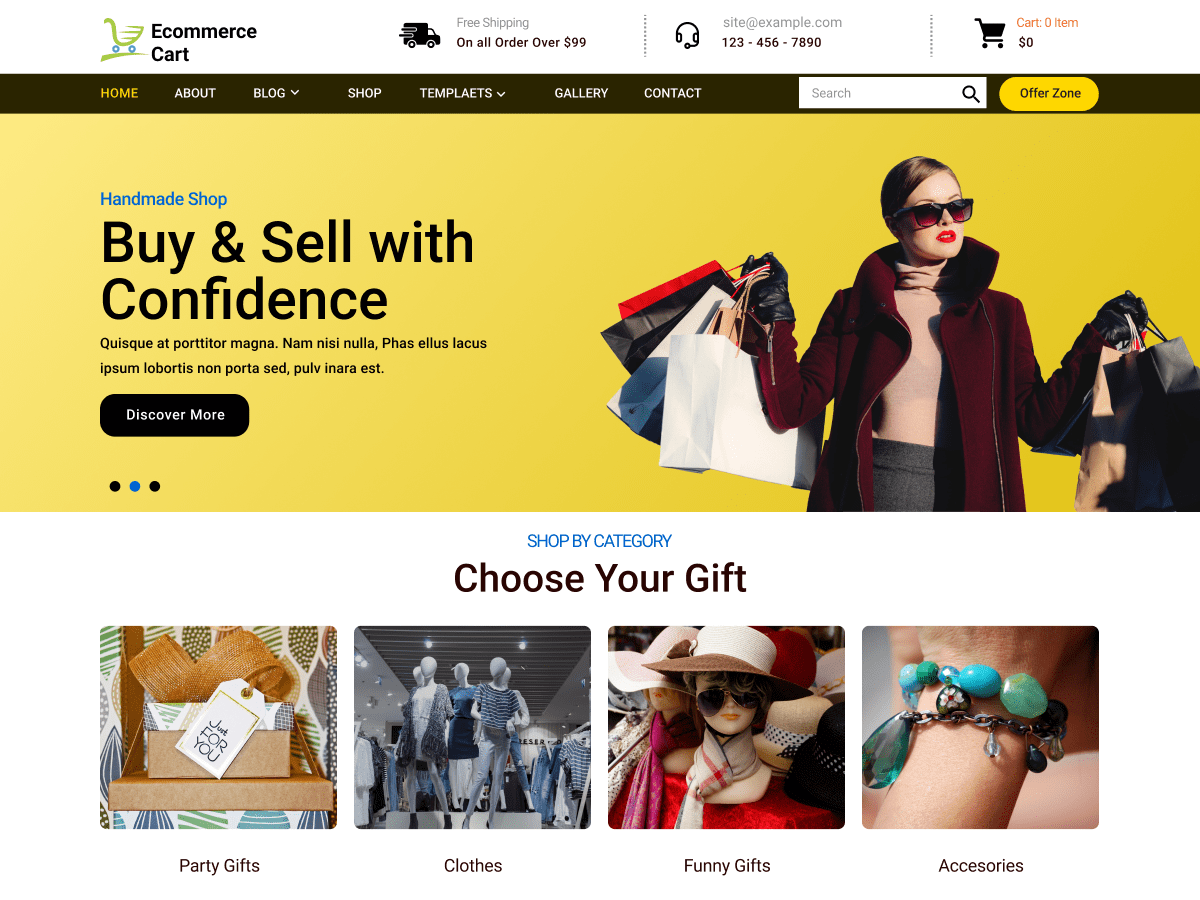 Ecommerce
Cart
Free Shipping
On all Order Over $99
site@example.com
123 - 456 - 7890
Cart: 0 Item
$0
HOME ABOUT BLOG SHOP TEMPLAETS GALLERY CONTACT Search Offer Zone
Handmade Shop
Buy & Sell with
Confidence
Quisque at porttitor magna. Nam nisi nulla, Phas ellus lacus
ipsum lobortis non porta sed, pulv inara est.
Discover More
SHOP BY CATEGORY
Choose Your Gift
Just
FOR
YOU
Party Gifts Clothes Funny Gifts Accesories